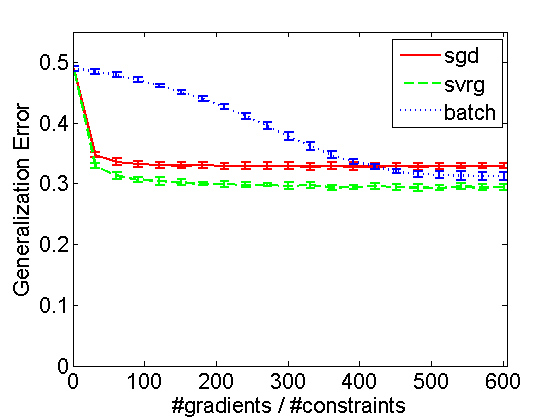 sgd
svrg
batch
Generalization Error
0.5
0.4
0.3
0.2
0.1
0
0 100 200 300 400 500 600
#gradients / #constraints